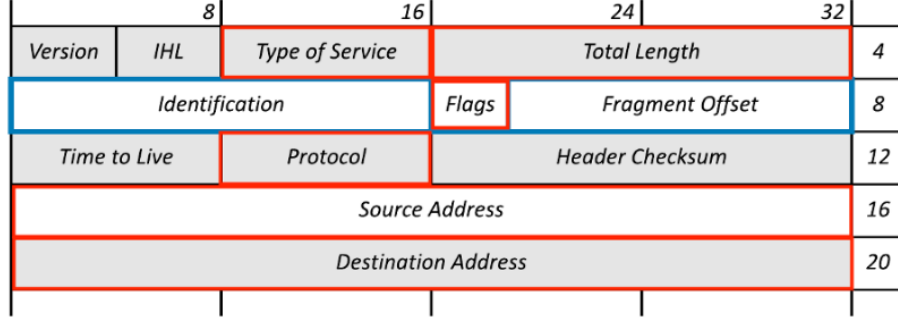 8 16 24 32
Version IHL Type of Service Total Length 4
Identification Flags Fragment Offset 8
Time to Live Protocol Header Checksum 12
Source Address 16
Destination Address 20